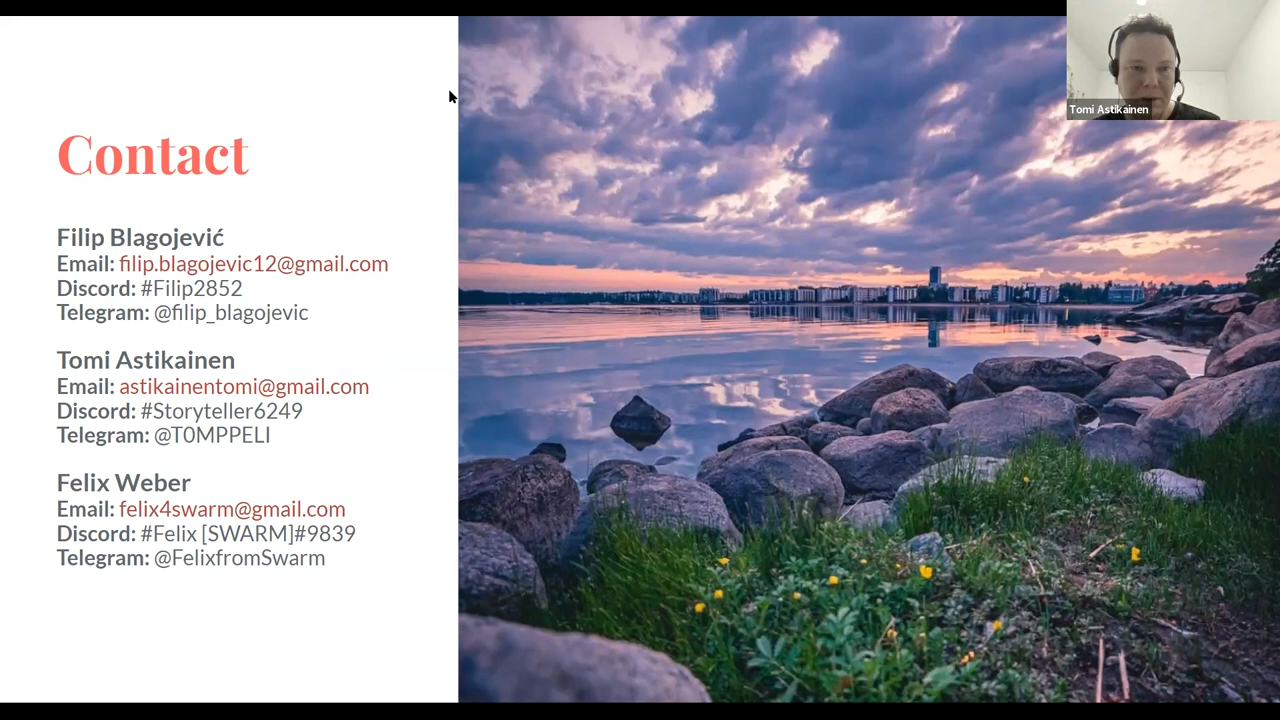 Contact
Filip Blagojević
Email: filip.blagojevic12@gmail.com
Discord: #Filip2852
Telegram: @filip_blagojevic
Tomi Astikainen
Email: astikainentomi@gmail.com
Discord: #Storyteller6249
Telegram: @T0MPPELI
Felix Weber
Email: felix4swarm@gmail.com
Discord: #Felix [SWARM]#9839
Telegram: @FelixfromSwarm
Tomi Astikainen